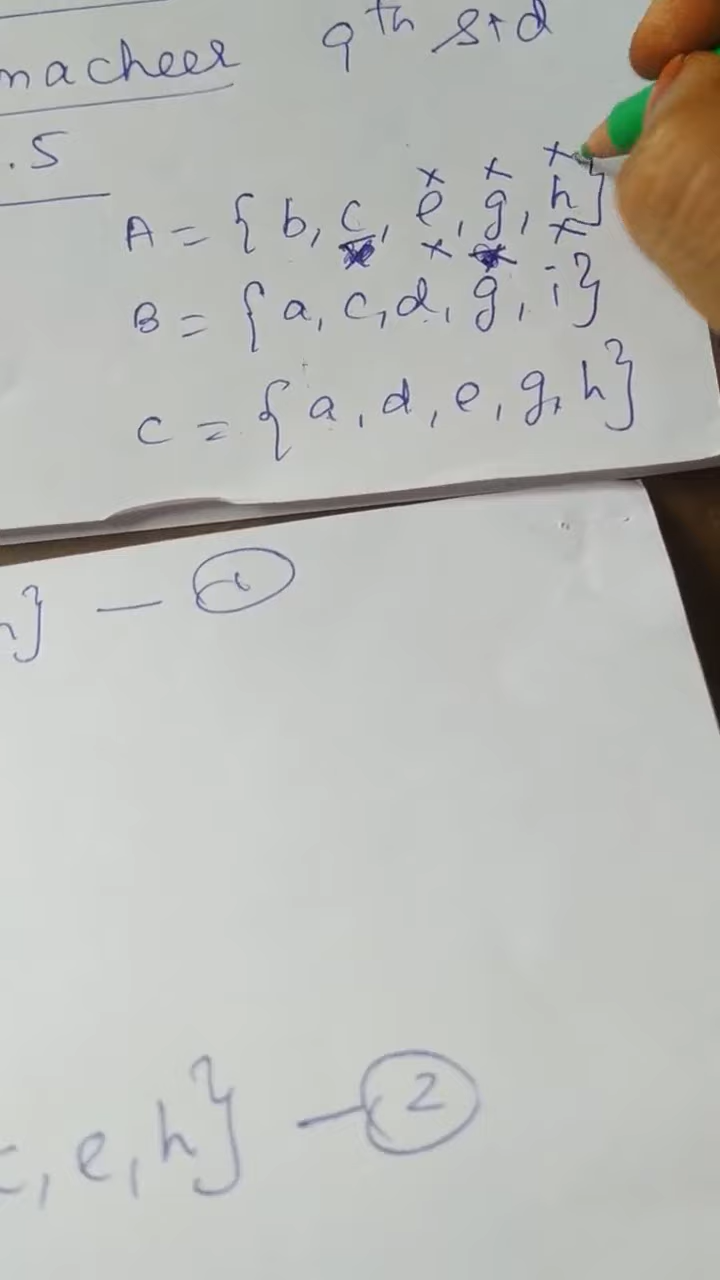 macheer 9th std
.5
A = { b, c, e, g, h}
B = { a, c, d, g, i}
C = { a, d, e, g, h}
h} — 1
c, e, h} — 2